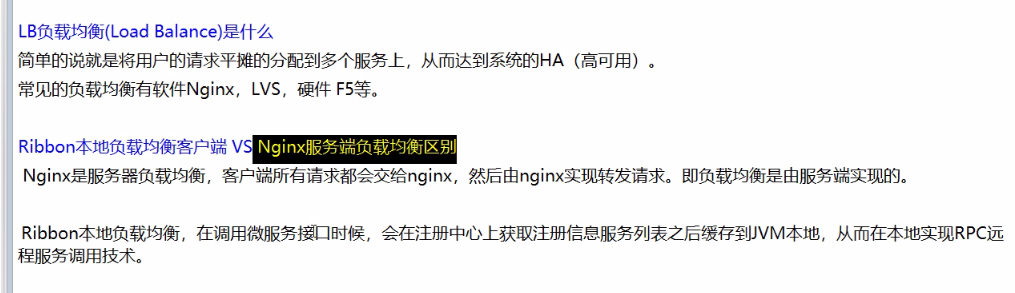 LB负载均衡(Load Balance)是什么
简单的说就是将用户的请求平摊的分配到多个服务上，从而达到系统的HA（高可用）。
常见的负载均衡有软件Nginx，LVS，硬件 F5等。
Ribbon本地负载均衡客户端 VS Nginx服务端负载均衡区别
Nginx是服务器负载均衡，客户端所有请求都会交给nginx，然后由nginx实现转发请求。即负载均衡是由服务端实现的。
Ribbon本地负载均衡，在调用微服务接口时候，会在注册中心上获取注册信息服务列表之后缓存到JVM本地，从而在本地实现RPC远
程服务调用技术。